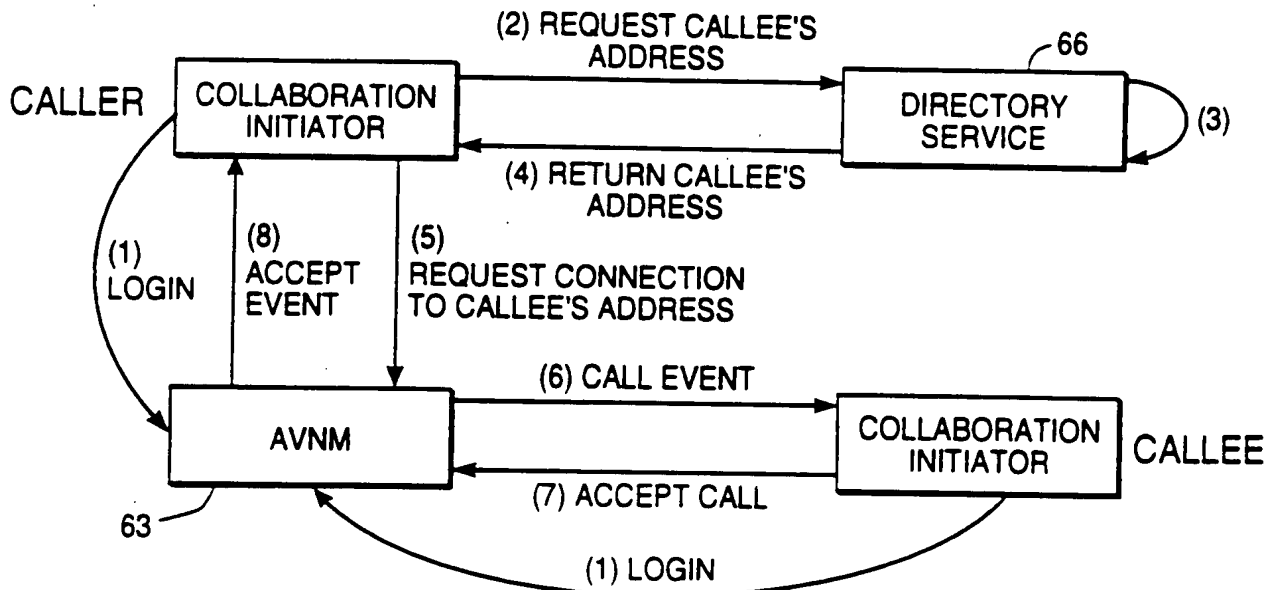 (2) REQUEST CALLEE'S
ADDRESS
66
CALLER
COLLABORATION
INITIATOR
DIRECTORY
SERVICE
(3)
(4) RETURN CALLEE'S
ADDRESS
(1)
LOGIN
(8)
ACCEPT
EVENT
(5)
REQUEST CONNECTION
TO CALLEE'S ADDRESS
(6) CALL EVENT
AVNM
COLLABORATION
INITIATOR
CALLEE
(7) ACCEPT CALL
63
(1) LOGIN